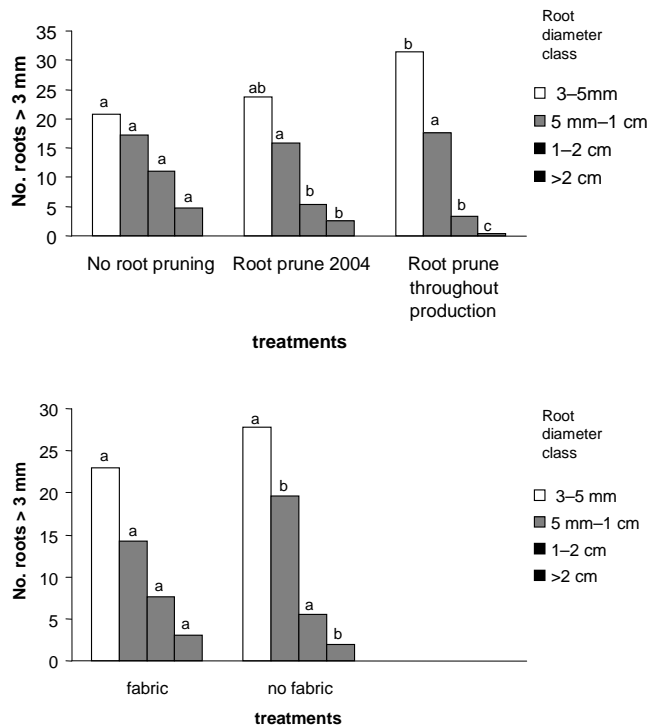 Root
diameter
class
3–5mm
5 mm–1 cm
1–2 cm
>2 cm
No. roots > 3 mm
35
30
25
20
15
10
5
0
a
a
a
a
ab
a
b
b
b
a
b
c
No root pruning
Root prune 2004
Root prune
throughout
production
treatments
Root
diameter
class
3–5 mm
5 mm–1 cm
1–2 cm
>2 cm
No. roots > 3 mm
30
25
20
15
10
5
0
a
a
a
a
a
b
a
b
fabric
no fabric
treatments